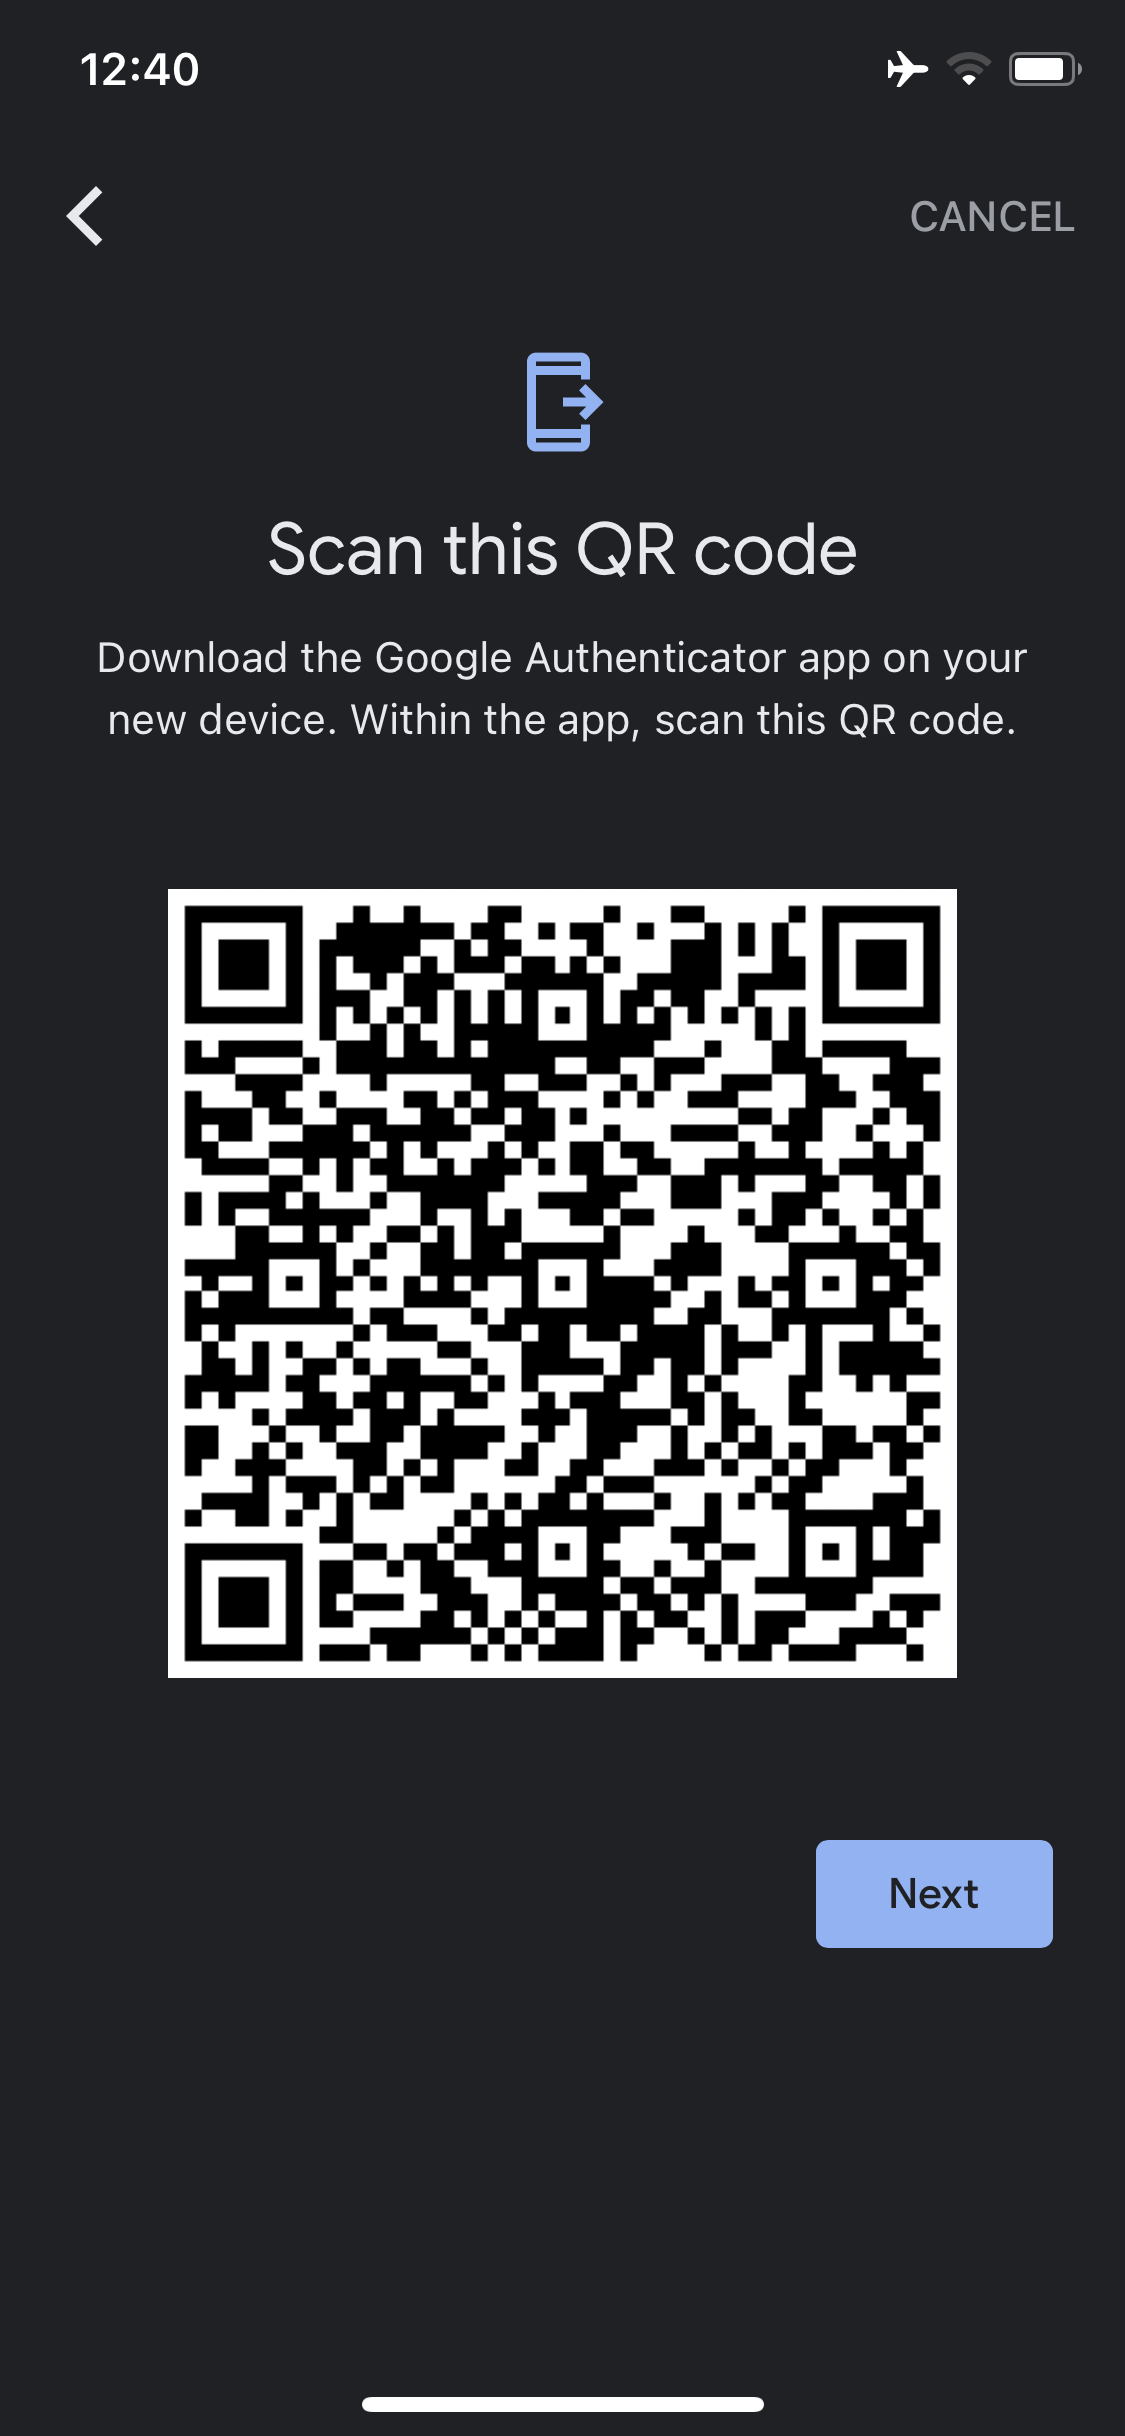 12:40
CANCEL
Scan this QR code
Download the Google Authenticator app on your
new device. Within the app, scan this QR code.
Next